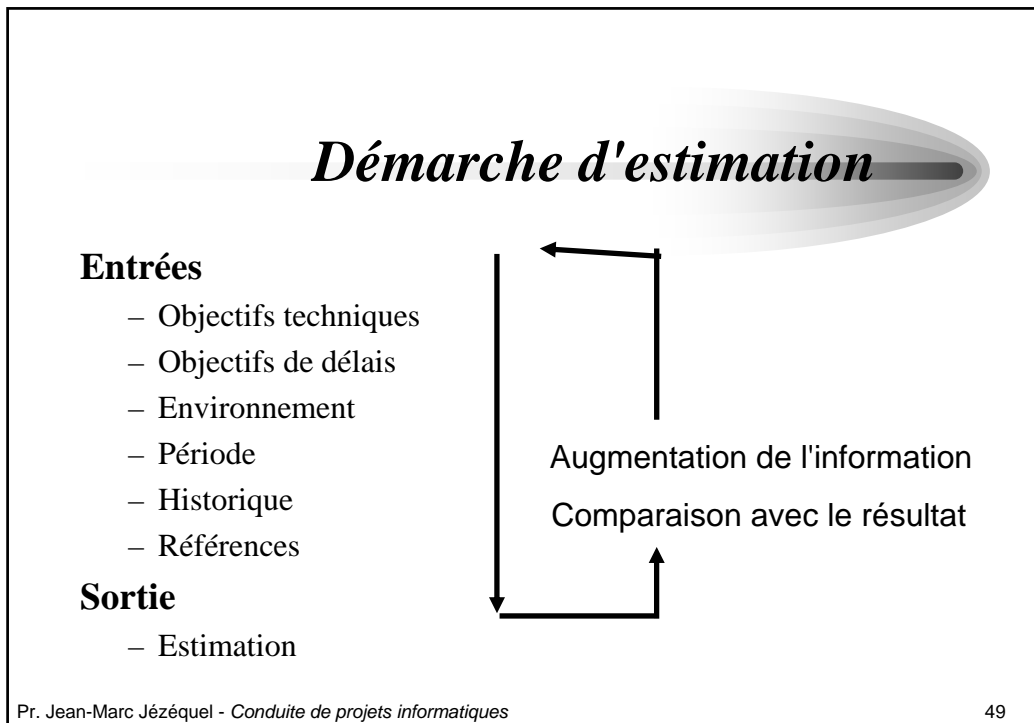 Démarche d'estimation
Entrées
– Objectifs techniques
– Objectifs de délais
– Environnement
– Période
– Historique
– Références
Sortie
– Estimation
Augmentation de l'information
Comparaison avec le résultat
Pr. Jean-Marc Jézéquel - Conduite de projets informatiques
49